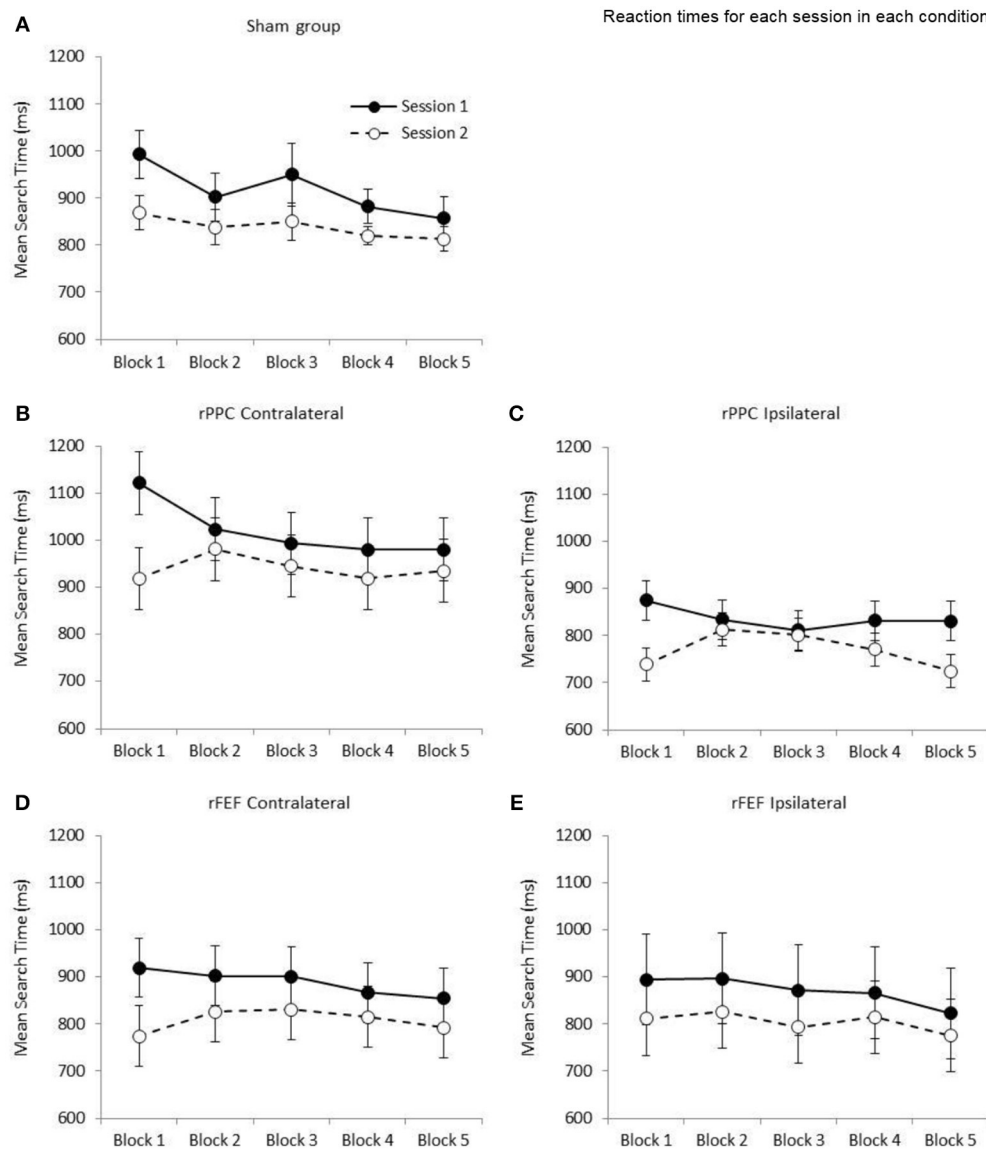 Reaction times for each session in each condition
A
Sham group
Mean Search Time (ms)
1200
1100
1000
900
800
700
600
Session 1
Session 2
Block 1 Block 2 Block 3 Block 4 Block 5
B
rPPC Contralateral
Mean Search Time (ms)
1200
1100
1000
900
800
700
600
Block 1 Block 2 Block 3 Block 4 Block 5
C
rPPC Ipsilateral
Mean Search Time (ms)
1200
1100
1000
900
800
700
600
Block 1 Block 2 Block 3 Block 4 Block 5
D
rFEF Contralateral
Mean Search Time (ms)
1200
1100
1000
900
800
700
600
Block 1 Block 2 Block 3 Block 4 Block 5
E
rFEF Ipsilateral
Mean Search Time (ms)
1200
1100
1000
900
800
700
600
Block 1 Block 2 Block 3 Block 4 Block 5